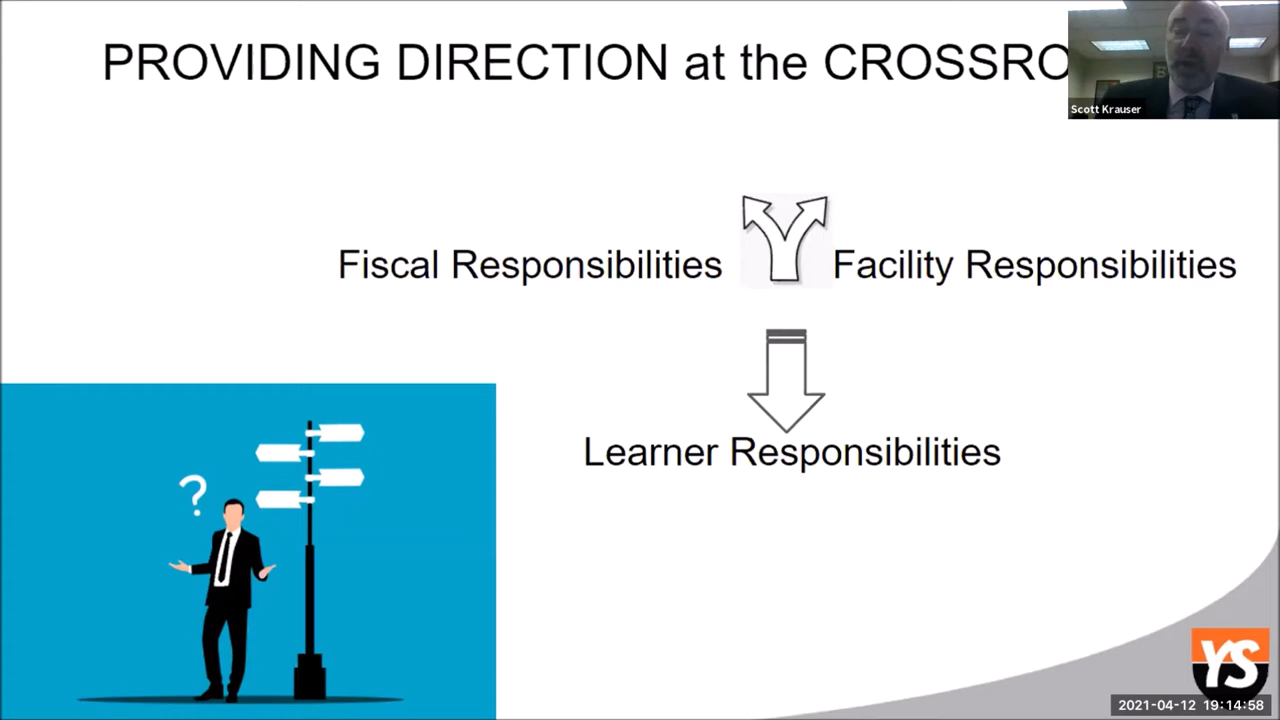 PROVIDING DIRECTION at the CROSSRO
Scott Krauser
Fiscal Responsibilities
Facility Responsibilities
Learner Responsibilities
?
YS
2021-04-12 19:14:58